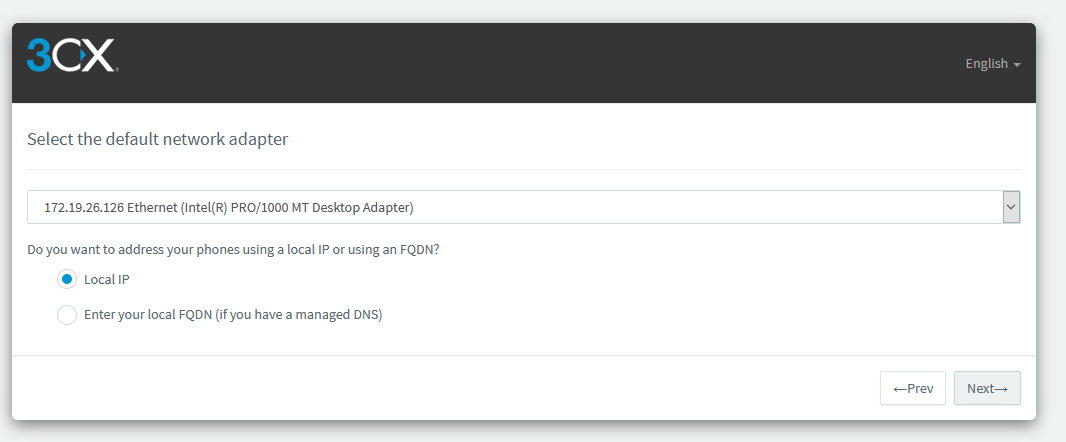 3CX
English
Select the default network adapter
172.19.26.126 Ethernet (Intel(R) PRO/1000 MT Desktop Adapter)
Do you want to address your phones using a local IP or using an FQDN?
Local IP
Enter your local FQDN (if you have a managed DNS)
←Prev Next→